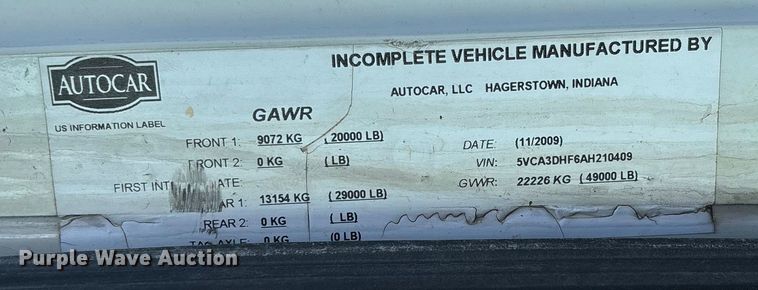 AUTOCAR
US INFORMATION LABEL
INCOMPLETE VEHICLE MANUFACTURED BY
AUTOCAR, LLC HAGERSTOWN, INDIANA
GAWR
FRONT 1: 9072 KG (20000 LB)
FRONT 2: 0 KG (LB)
FIRST INT ATE:
AR 1: 13154 KG (29000 LB)
REAR 2: 0 KG (LB)
TAG AXLE: 0 KG (0 LB)
DATE: (11/2009)
VIN: 5VCA3DHF6AH210409
GVWR: 22226 KG (49000 LB)
Purple Wave Auction